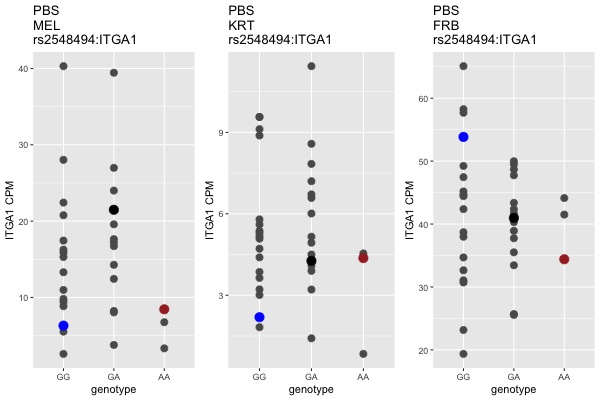 PBS
MEL
rs2548494:ITGA1
40
30
20
10
ITGA1 CPM
GG GA AA
genotype
PBS
KRT
rs2548494:ITGA1
9
6
3
ITGA1 CPM
GG GA AA
genotype
PBS
FRB
rs2548494:ITGA1
60
50
40
30
20
ITGA1 CPM
GG GA AA
genotype